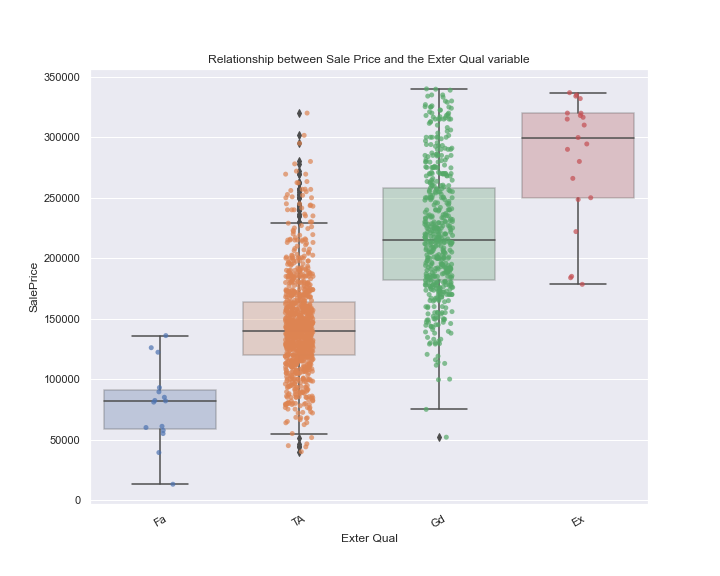 Relationship between Sale Price and the Exter Qual variable
350000
300000
250000
200000
150000
100000
50000
0
SalePrice
Fa
TA
Gd
Ex
Exter Qual